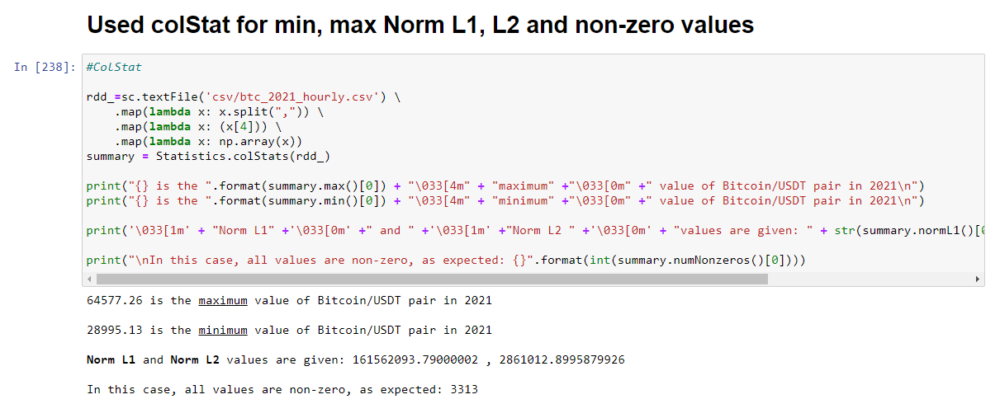 Used colStat for min, max Norm L1, L2 and non-zero values
In [238]: #ColStat
rdd_=sc.textFile('csv/btc_2021_hourly.csv') \
    .map(lambda x: x.split(",")) \
    .map(lambda x: (x[4])) \
    .map(lambda x: np.array(x))
summary = Statistics.colStats(rdd_)
print("{} is the ".format(summary.max()[0]) + "\033[4m" + "maximum" +"\033[0m" +" value of Bitcoin/USDT pair in 2021\n")
print("{} is the ".format(summary.min()[0]) + "\033[4m" + "minimum" +"\033[0m" +" value of Bitcoin/USDT pair in 2021\n")
print('\033[1m' + "Norm L1" +'\033[0m' +" and " +'\033[1m' +"Norm L2 " +'\033[0m' + "values are given: " + str(summary.normL1()[
print("\nIn this case, all values are non-zero, as expected: {}".format(int(summary.numNonzeros()[0])))
64577.26 is the maximum value of Bitcoin/USDT pair in 2021
28995.13 is the minimum value of Bitcoin/USDT pair in 2021
Norm L1 and Norm L2 values are given: 161562093.79000002 , 2861012.8995879926
In this case, all values are non-zero, as expected: 3313